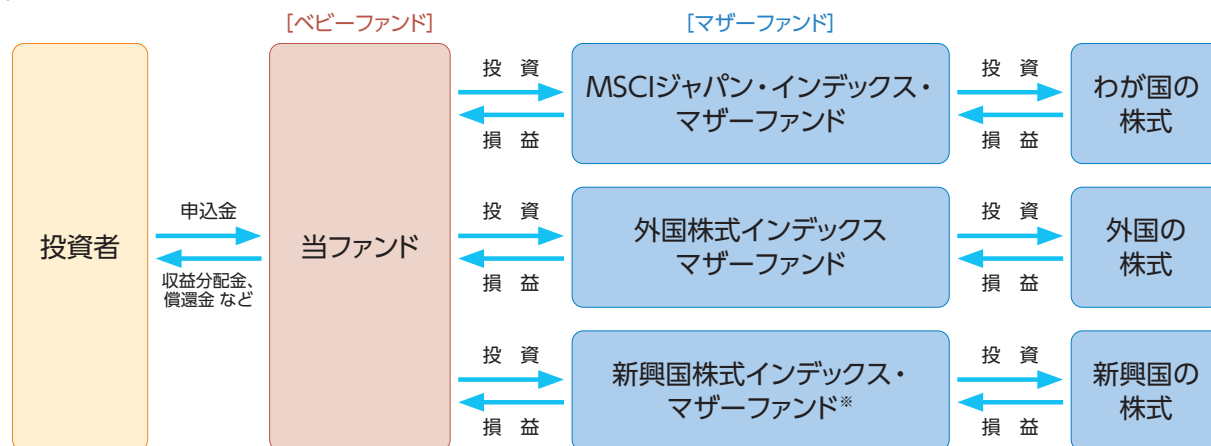 [ベビーファンド]
[マザーファンド]
投資者
申込金
収益分配金、
償還金 など
当ファンド
投 資
損 益
MSCIジャパン・インデックス・
マザーファンド
投 資
損 益
わが国の
株式
投 資
損 益
外国株式インデックス
マザーファンド
投 資
損 益
外国の
株式
投 資
損 益
新興国株式インデックス・
マザーファンド※
投 資
損 益
新興国の
株式